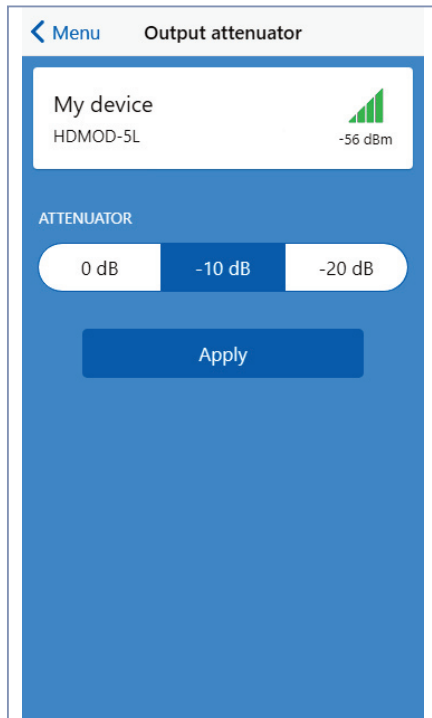 Menu Output attenuator
My device
HDMOD-5L
-56 dBm
ATTENUATOR
0 dB -10 dB -20 dB
Apply